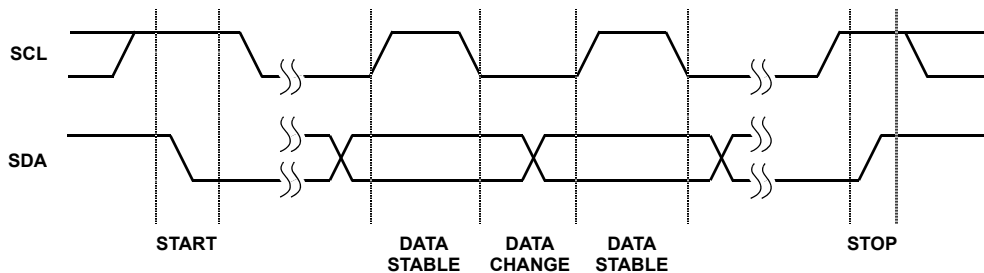 SCL
SDA
START
DATA
STABLE
DATA
CHANGE
DATA
STABLE
STOP